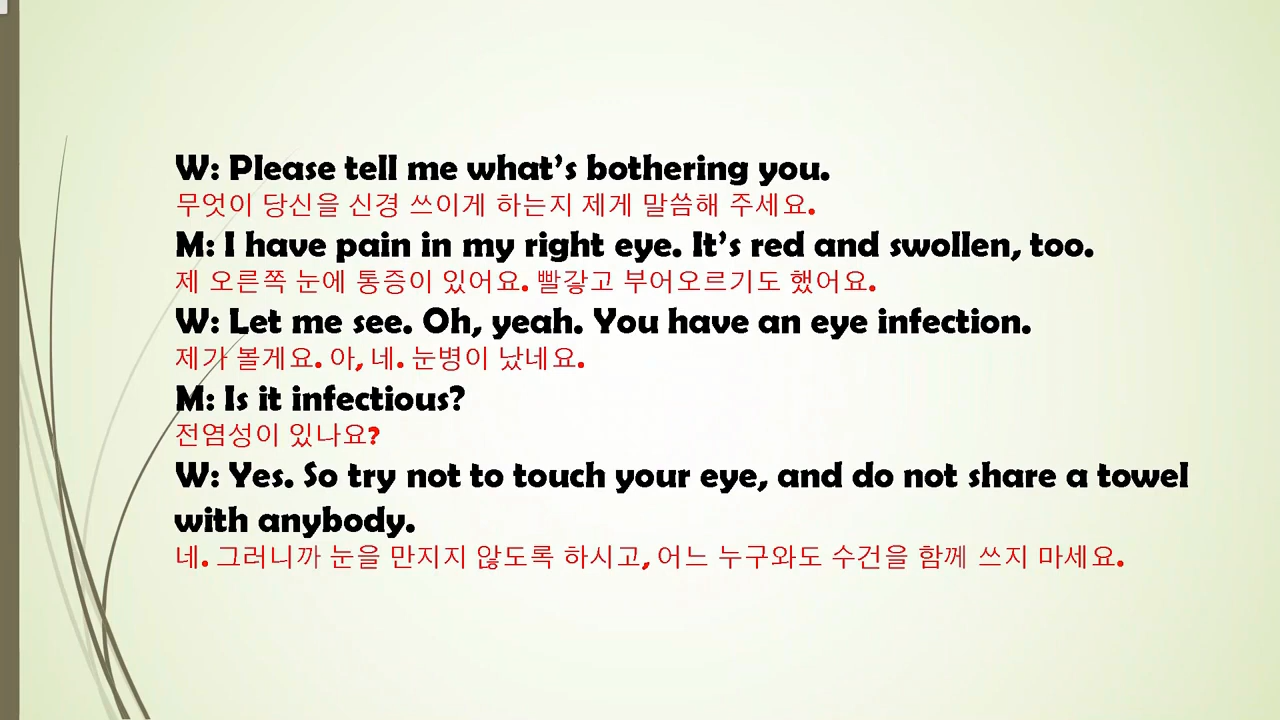 W: Please tell me what’s bothering you.
무엇이 당신을 신경 쓰이게 하는지 제게 말씀해 주세요.
M: I have pain in my right eye. It’s red and swollen, too.
제 오른쪽 눈에 통증이 있어요. 빨갛고 부어오르기도 했어요.
W: Let me see. Oh, yeah. You have an eye infection.
제가 볼게요. 아, 네. 눈병이 났네요.
M: Is it infectious?
전염성이 있나요?
W: Yes. So try not to touch your eye, and do not share a towel
with anybody.
네. 그러니까 눈을 만지지 않도록 하시고, 어느 누구와도 수건을 함께 쓰지 마세요.